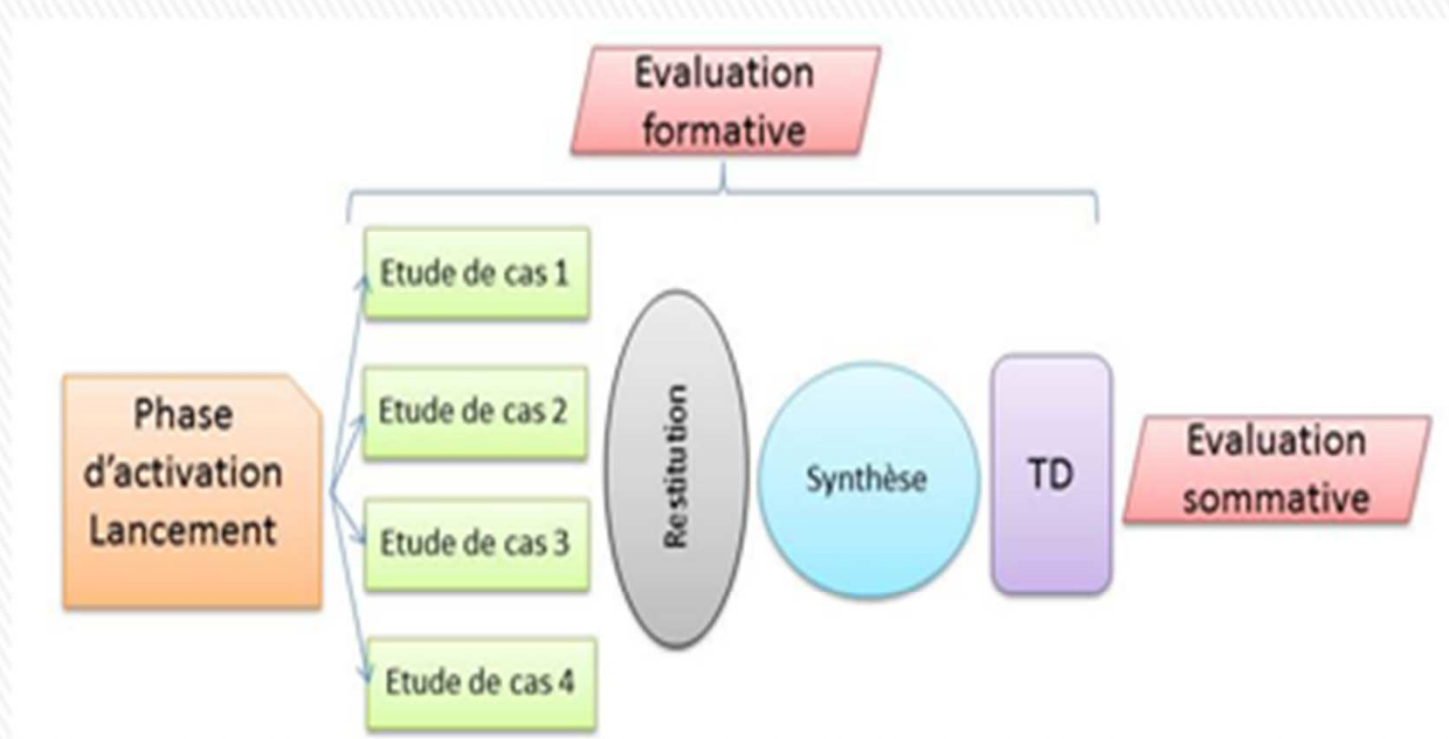 Evaluation
formative
Phase
d'activation
Lancement
Etude de cas 1
Etude de cas 2
Etude de cas 3
Etude de cas 4
Restitution
Synthèse
TD
Evaluation
sommative